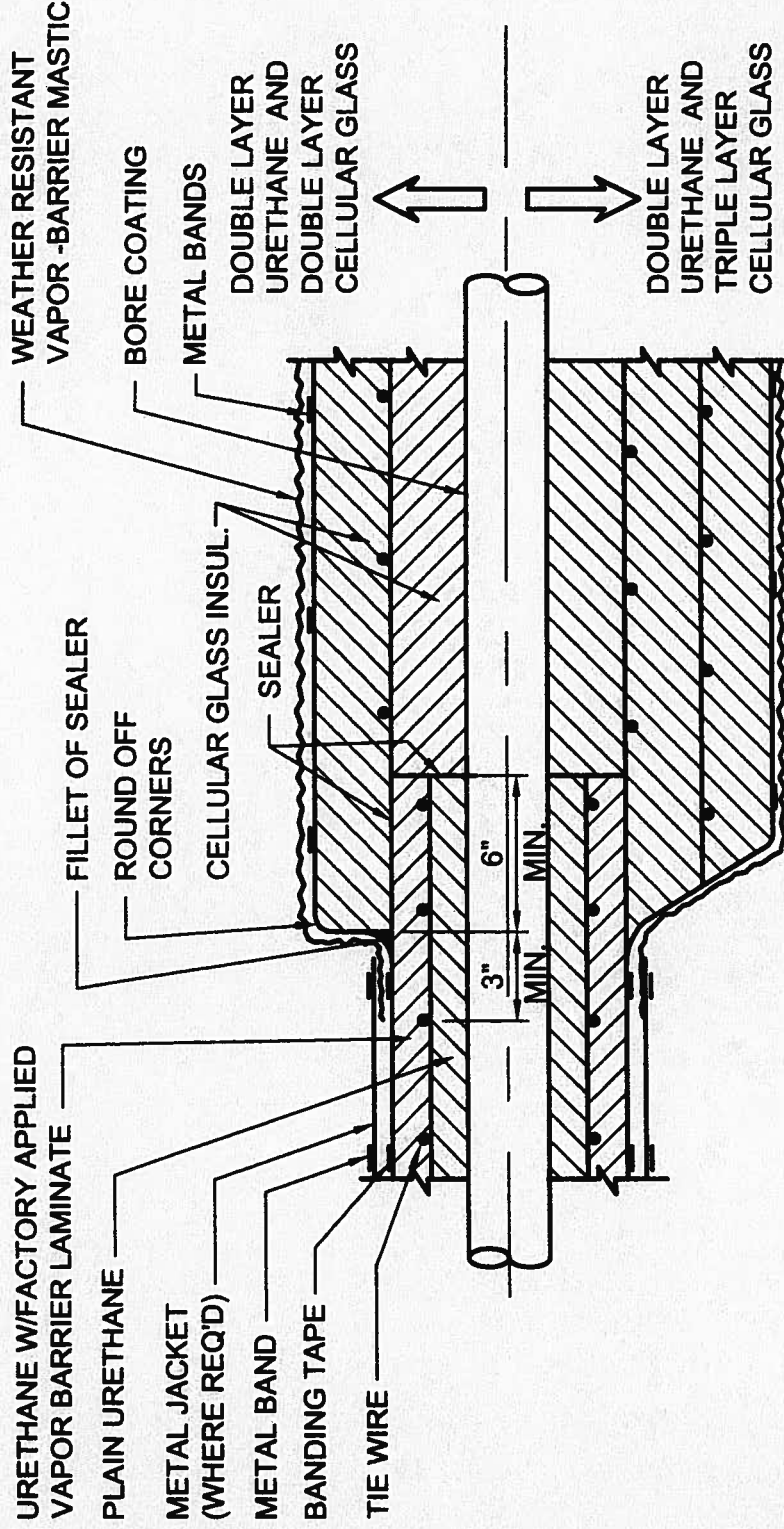 URETHANE W/FACTORY APPLIED
VAPOR BARRIER LAMINATE
PLAIN URETHANE
METAL JACKET
(WHERE REQ'D)
METAL BAND
BANDING TAPE
TIE WIRE
FILLET OF SEALER
ROUND OFF
CORNERS
CELLULAR GLASS INSUL.
SEALER
WEATHER RESISTANT
VAPOR -BARRIER MASTIC
BORE COATING
METAL BANDS
DOUBLE LAYER
URETHANE AND
DOUBLE LAYER
CELLULAR GLASS
3"
MIN.
6"
MIN.
DOUBLE LAYER
URETHANE AND
TRIPLE LAYER
CELLULAR GLASS